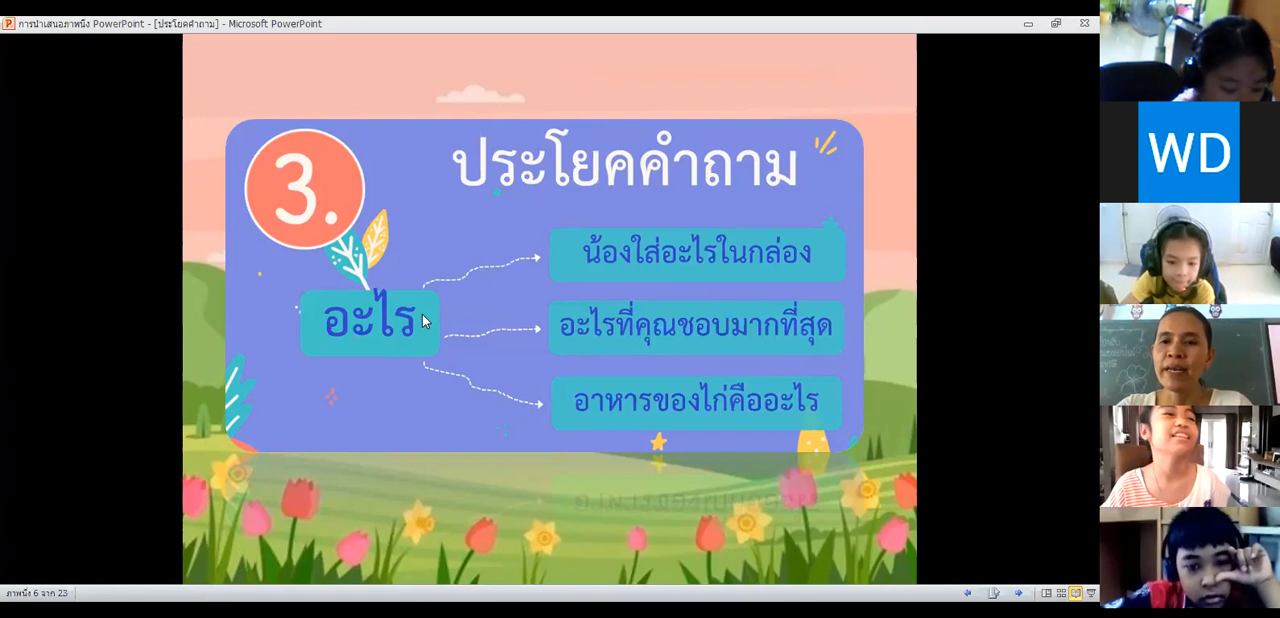 การนำเสนอภาพนิ่ง PowerPoint - [ประโยคคำถาม] - Microsoft PowerPoint
3.
ประโยคคำถาม
อะไร
น้องใส่อะไรในกล่อง
อะไรที่คุณชอบมากที่สุด
อาหารของไก่คืออะไร
ภาพนิ่ง 6 จาก 23
WD